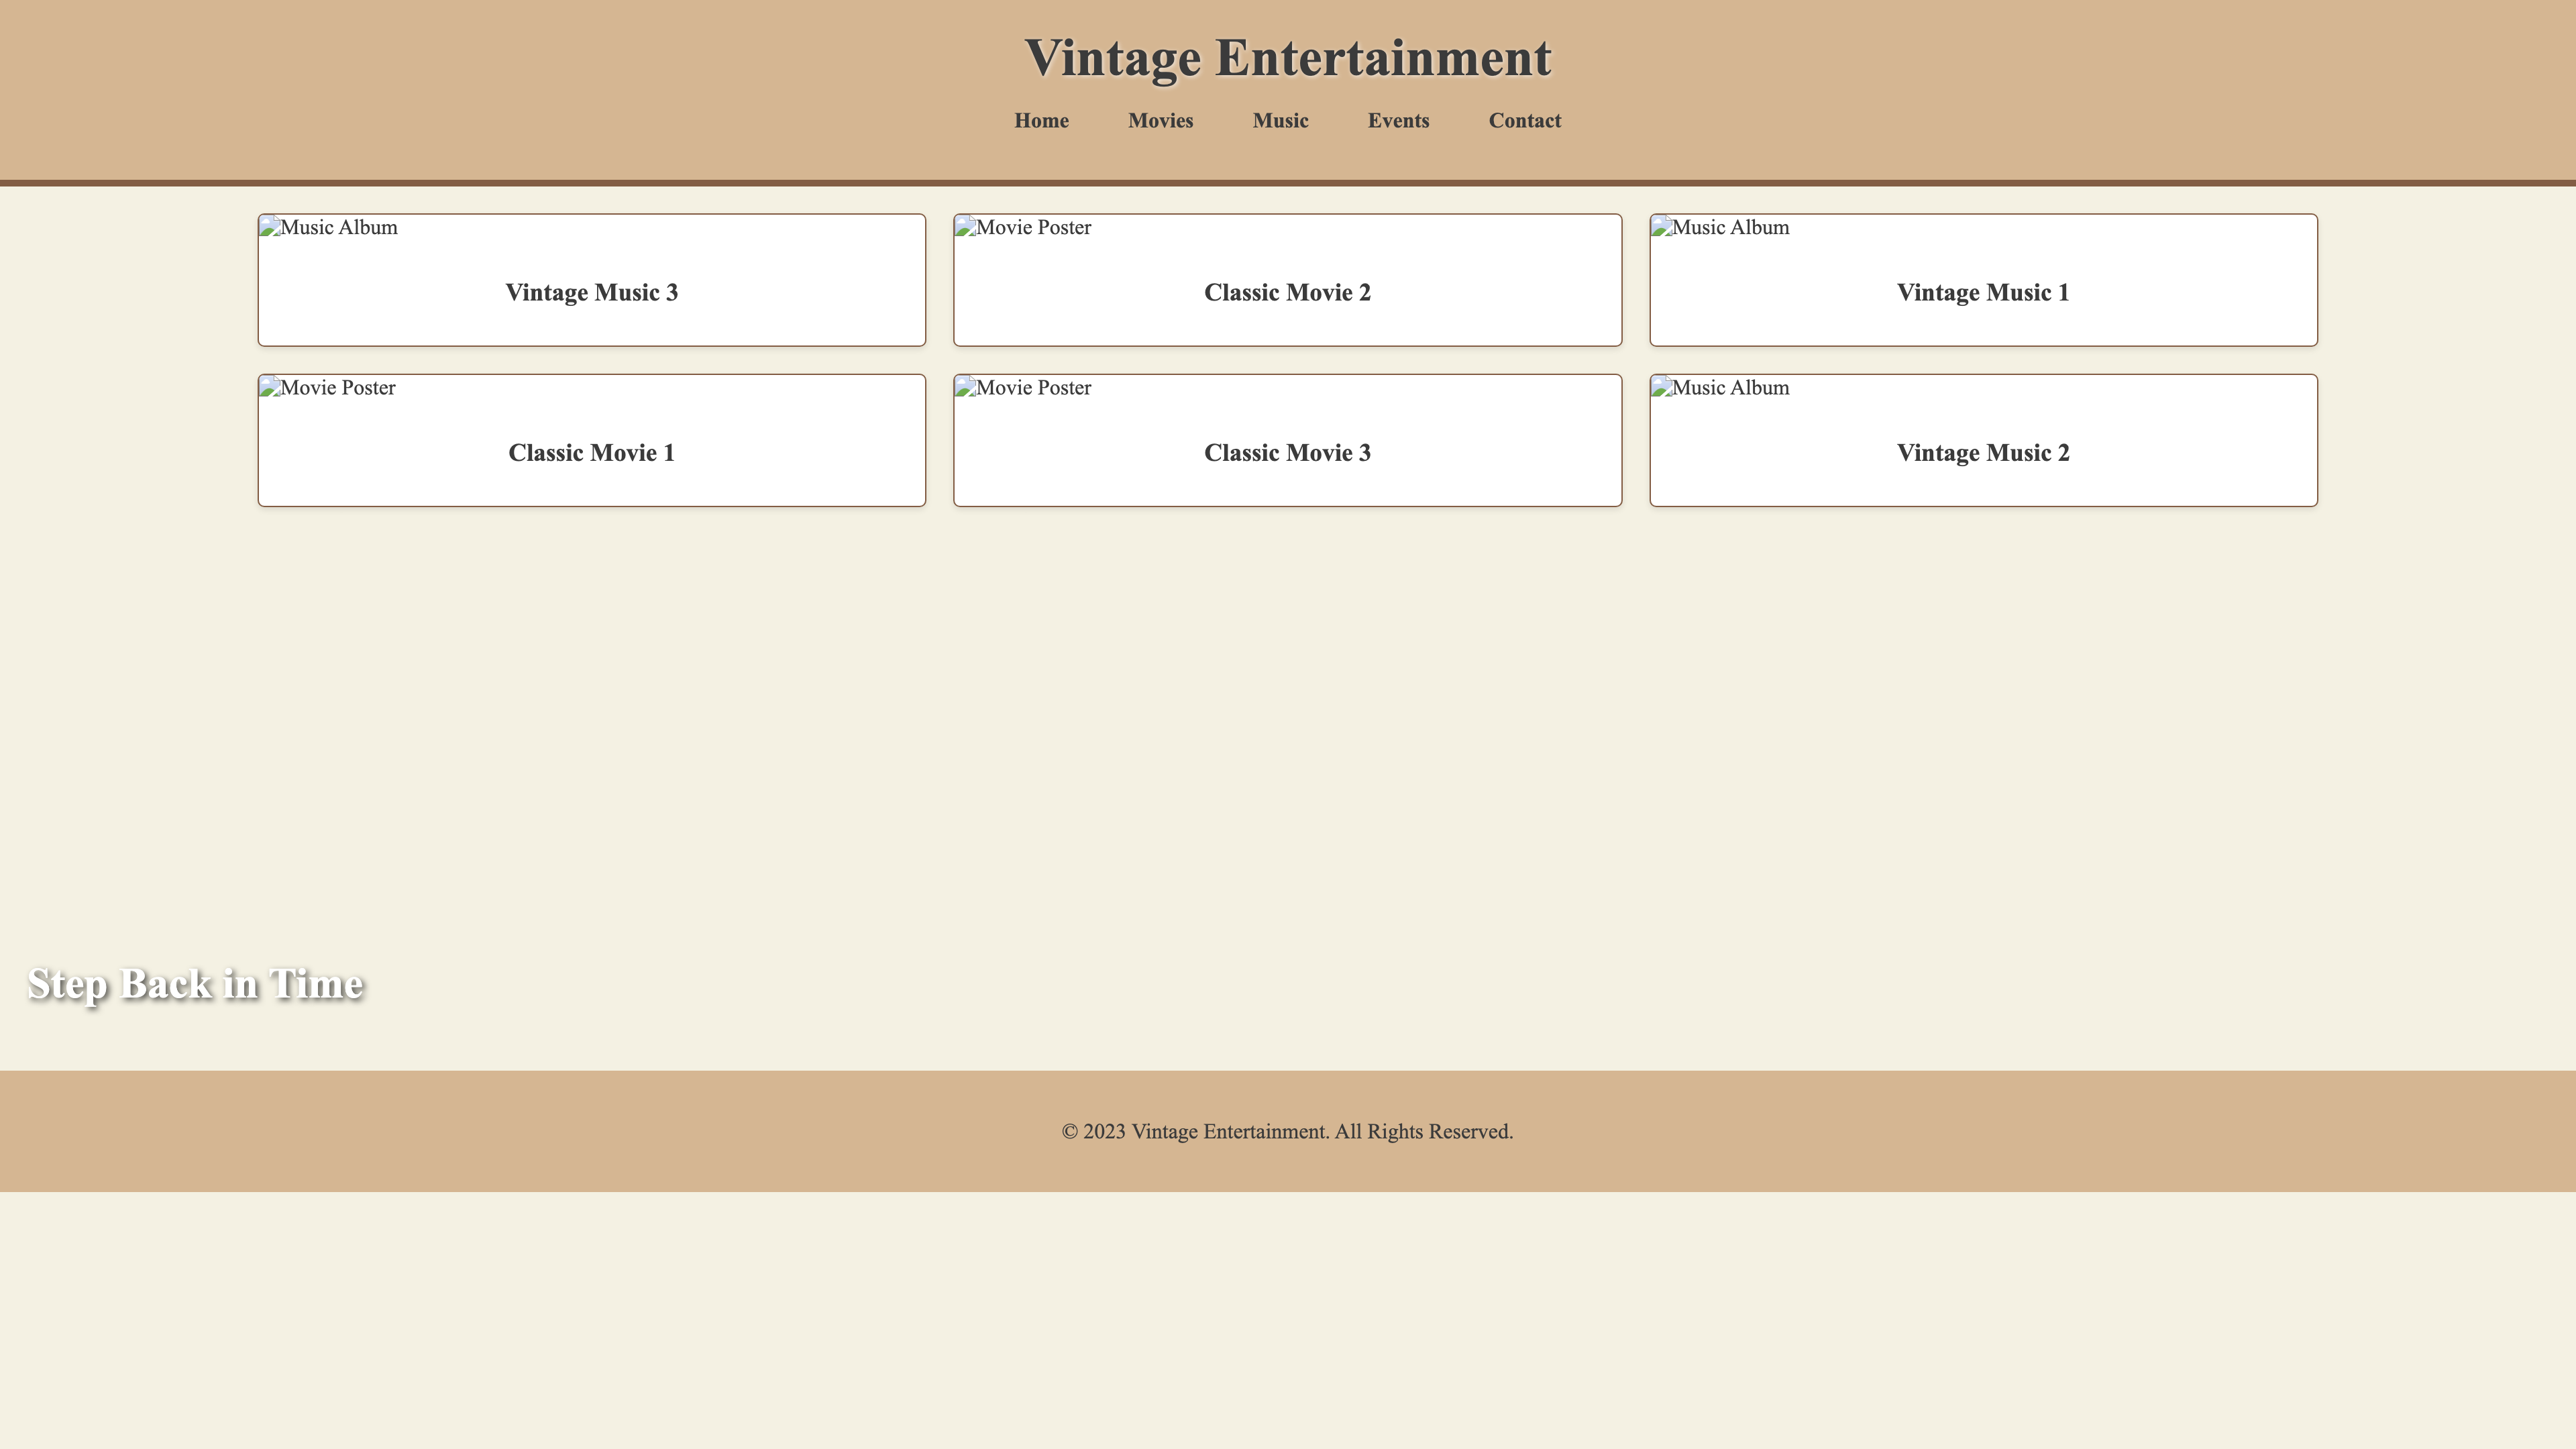 Vintage Entertainment
Home Movies Music Events Contact
Music Album
Vintage Music 3
Movie Poster
Classic Movie 2
Music Album
Vintage Music 1
Movie Poster
Classic Movie 1
Movie Poster
Classic Movie 3
Music Album
Vintage Music 2
Step Back in Time
© 2023 Vintage Entertainment. All Rights Reserved.